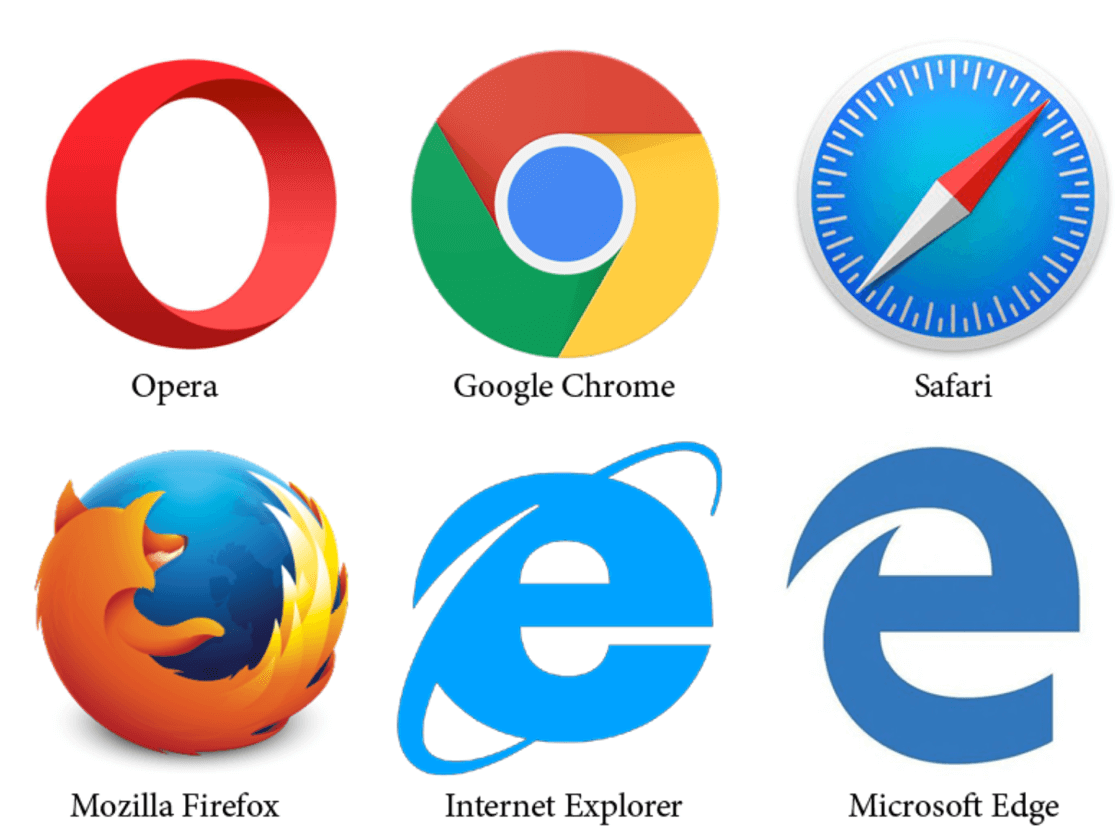 Opera
Google Chrome
Safari
Mozilla Firefox
Internet Explorer
Microsoft Edge